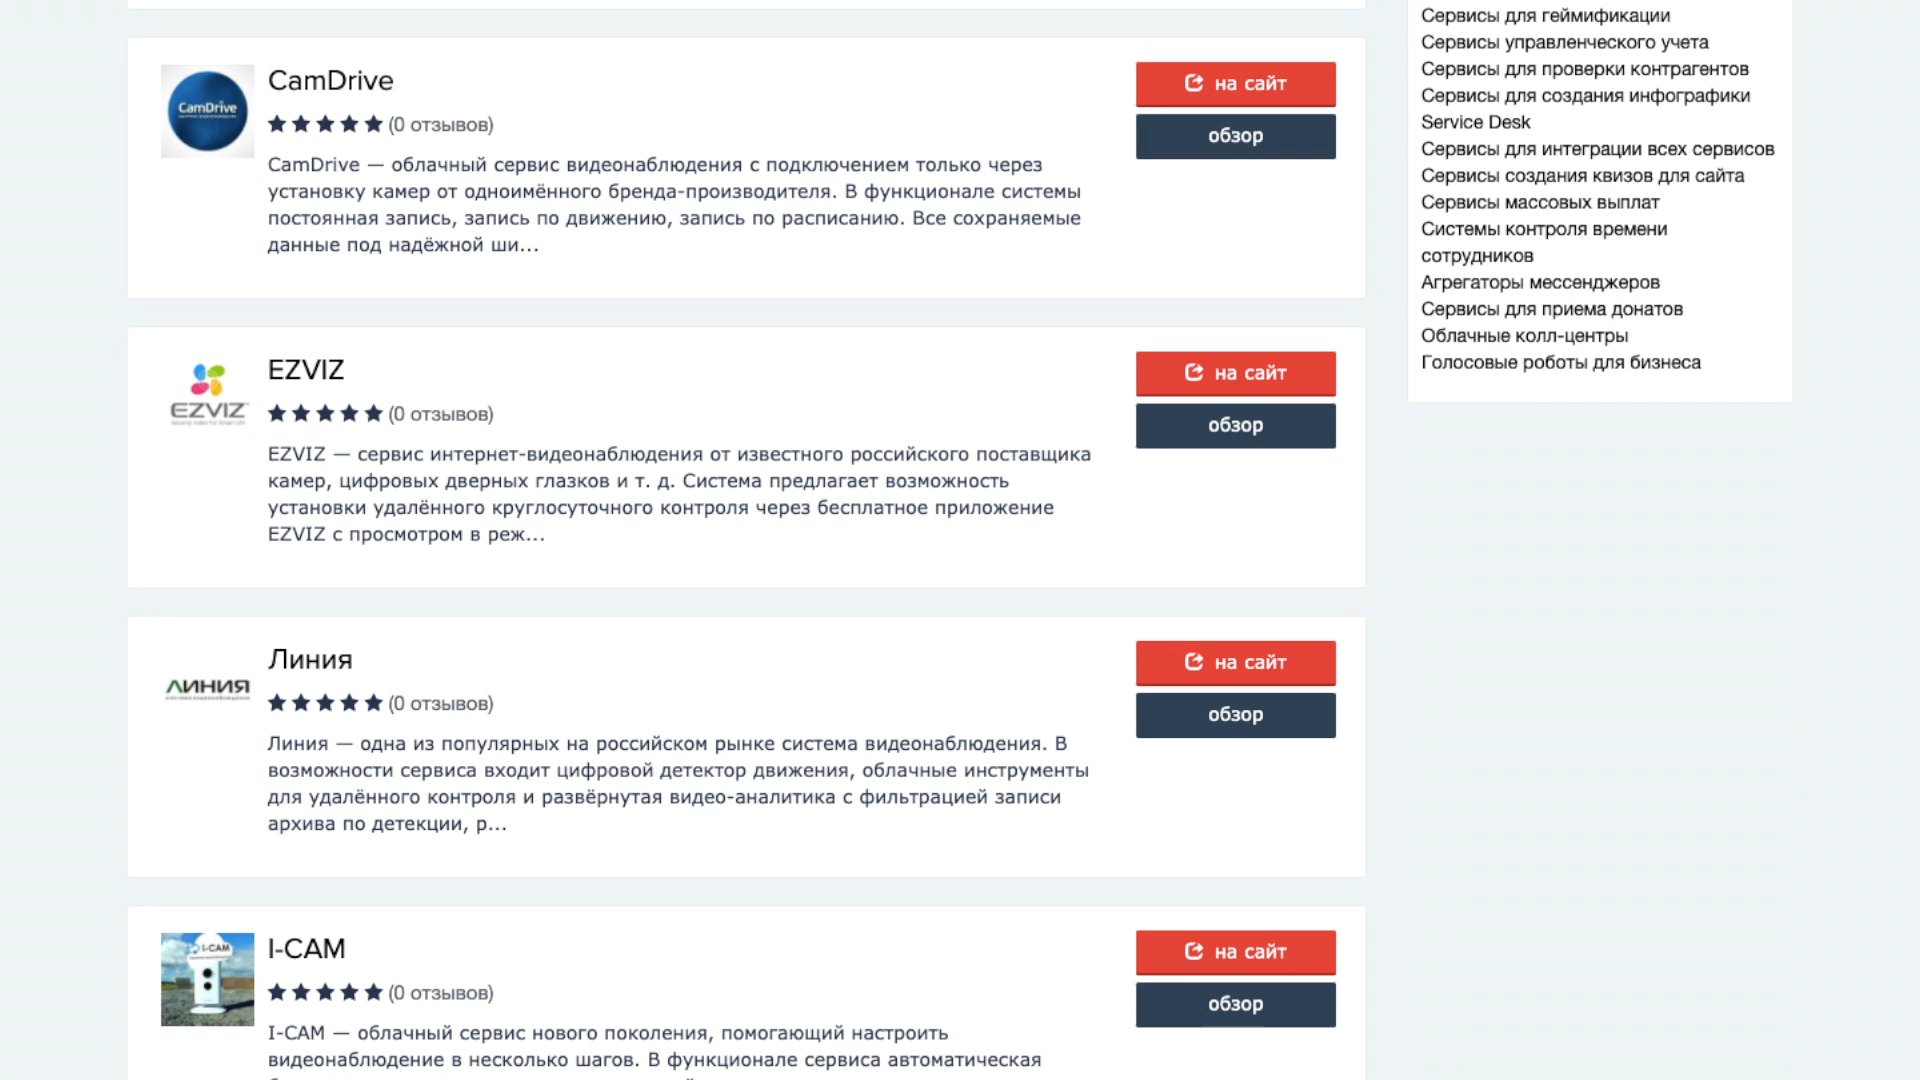 CamDrive
CamDrive
(0 отзывов)
CamDrive — облачный сервис видеонаблюдения с подключением только через
установку камер от одноимённого бренда-производителя. В функционале системы
постоянная запись, запись по движению, запись по расписанию. Все сохраняемые
данные под надёжной ши...
на сайт
обзор
EZVIZ
EZVIZ
(0 отзывов)
EZVIZ — сервис интернет-видеонаблюдения от известного российского поставщика
камер, цифровых дверных глазков и т. д. Система предлагает возможность
установки удалённого круглосуточного контроля через бесплатное приложение
EZVIZ с просмотром в реж...
на сайт
обзор
ЛИНИЯ
Линия
(0 отзывов)
Линия — одна из популярных на российском рынке система видеонаблюдения. В
возможности сервиса входит цифровой детектор движения, облачные инструменты
для удалённого контроля и развёрнутая видео-аналитика с фильтрацией записи
архива по детекции, р...
на сайт
обзор
I-CAM
I-CAM
(0 отзывов)
I-CAM — облачный сервис нового поколения, помогающий настроить
видеонаблюдение в несколько шагов. В функционале сервиса автоматическая
на сайт
обзор
Сервисы для геймификации
Сервисы управленческого учета
Сервисы для проверки контрагентов
Сервисы для создания инфографики
Service Desk
Сервисы для интеграции всех сервисов
Сервисы создания квизов для сайта
Сервисы массовых выплат
Системы контроля времени
сотрудников
Агрегаторы мессенджеров
Сервисы для приема донатов
Облачные колл-центры
Голосовые роботы для бизнеса